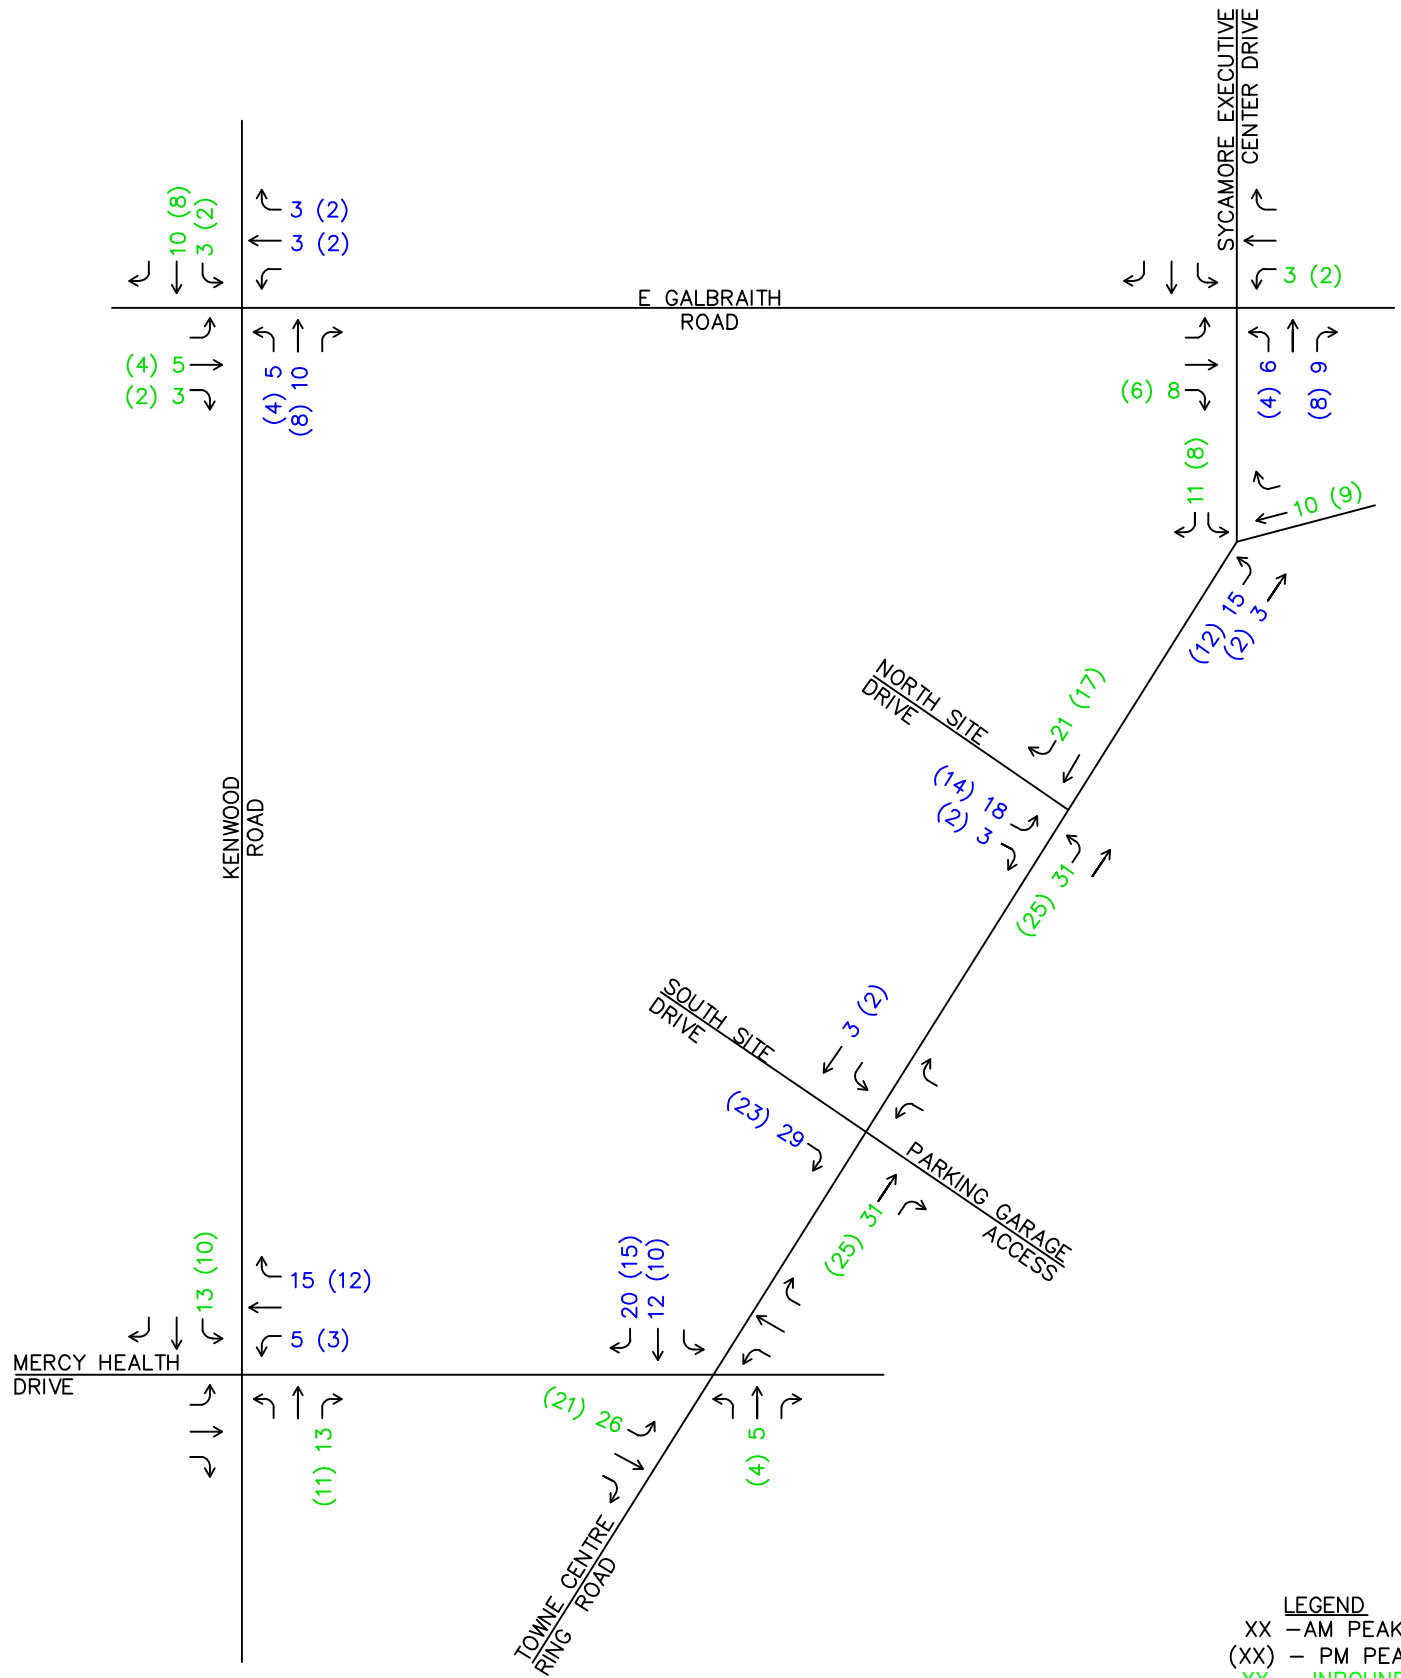 SYCAMORE EXECUTIVE
CENTER DRIVE
10 (8)
3 (2)
3 (2)
3 (2)
E GALBRAITH
ROAD
3 (2)
(4) 5
(2) 3
(4) 5
(8) 10
(6) 8
(4) 6
(8) 9
11 (8)
10 (9)
(12) 15
(2) 3
NORTH SITE
DRIVE
21 (17)
(14) 18
(2) 3
(25) 31
KENWOOD
ROAD
SOUTH SITE
DRIVE
3 (2)
(23) 29
PARKING GARAGE
ACCESS
(25) 31
13 (10)
15 (12)
5 (3)
20 (15)
12 (10)
MERCY HEALTH
DRIVE
(11) 13
(21) 26
(4) 5
TOWNE CENTRE
RING ROAD
LEGEND
XX -AM PEAK
(XX) - PM PEA
XX - INBOUND